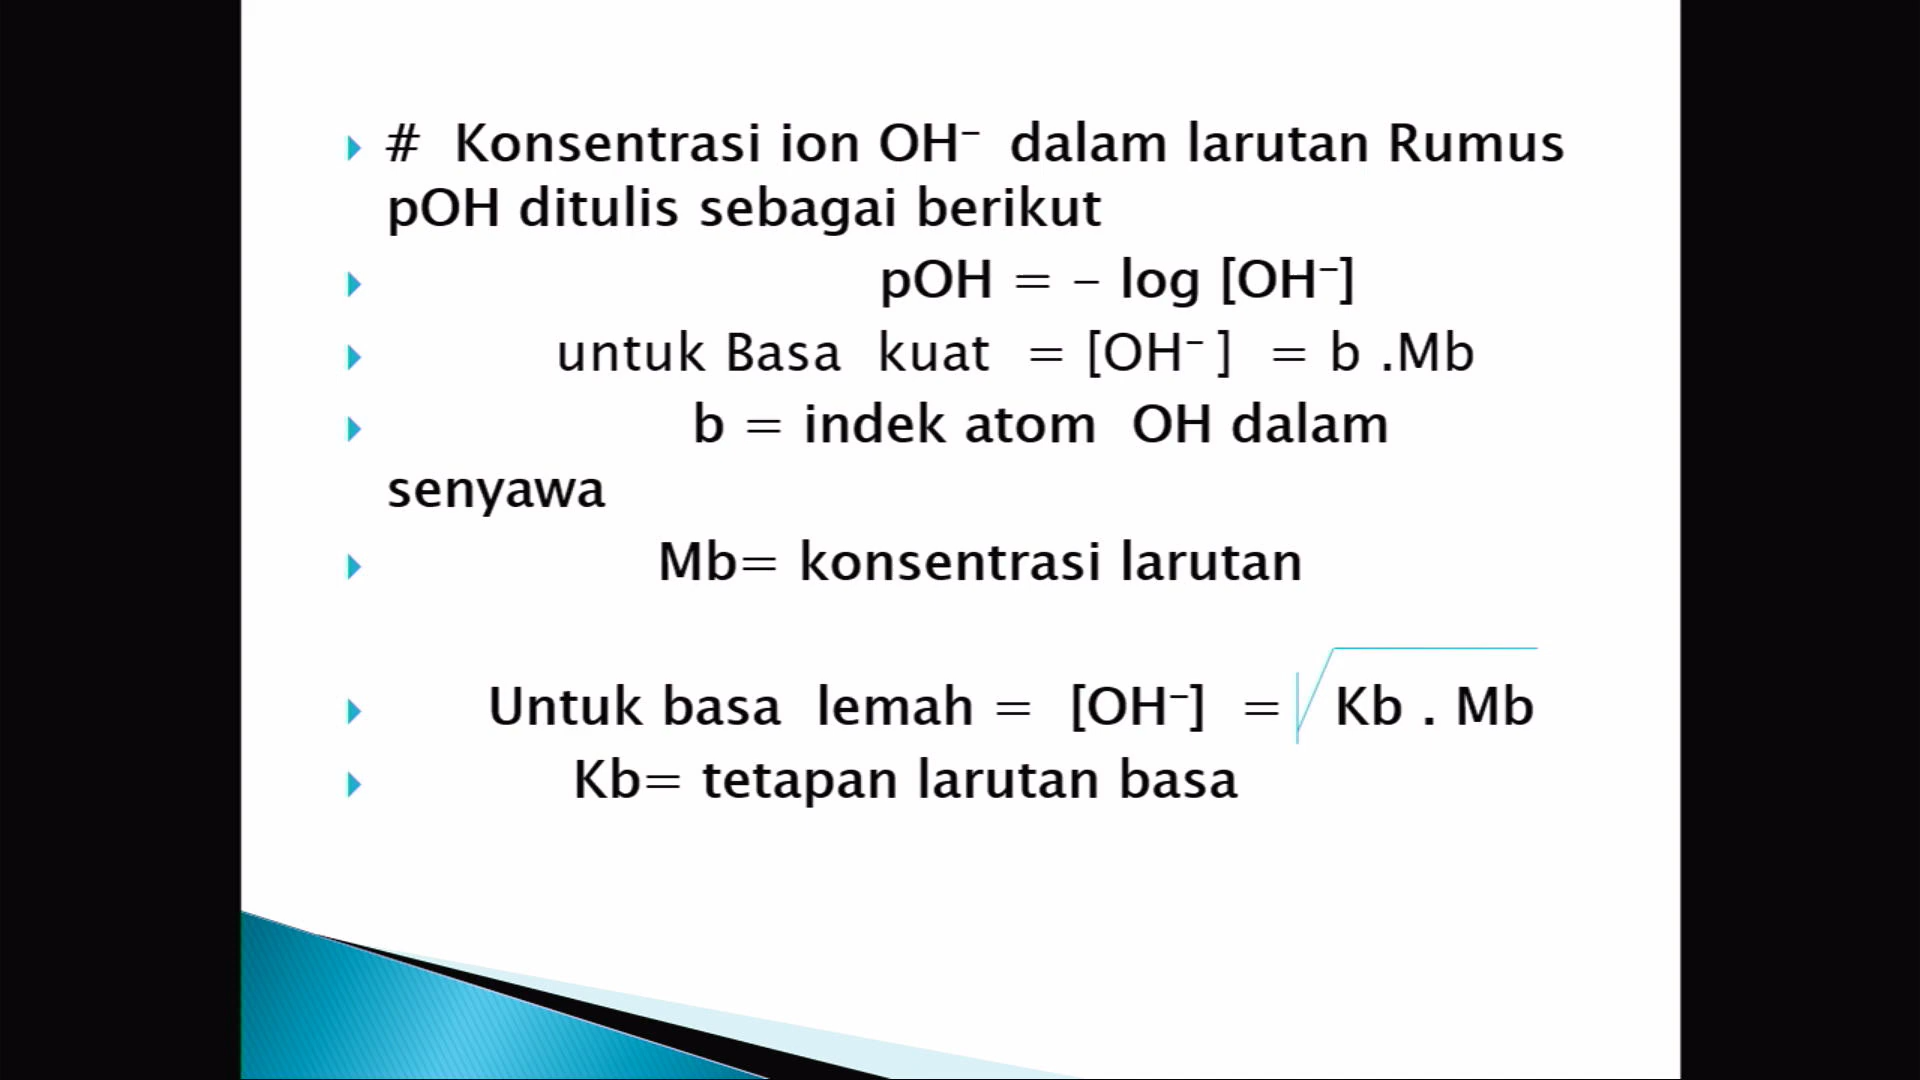 # Konsentrasi ion OH⁻ dalam larutan Rumus
pOH ditulis sebagai berikut
pOH = – log [OH⁻]
untuk Basa kuat = [OH⁻ ] = b .Mb
b = indek atom OH dalam
senyawa
Mb= konsentrasi larutan
Untuk basa lemah = [OH⁻] = √ Kb . Mb
Kb= tetapan larutan basa